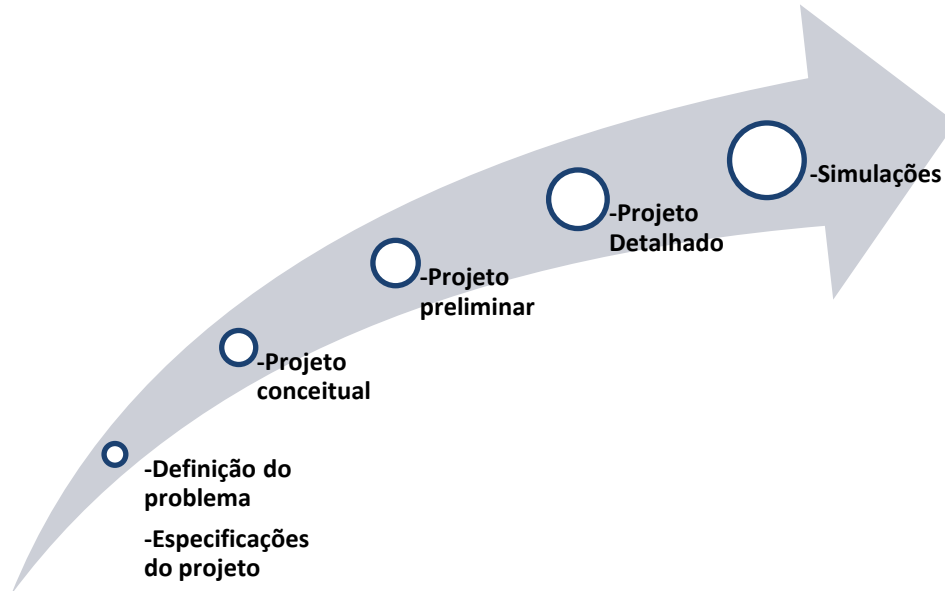 -Definição do
problema
-Especificações
do projeto
-Projeto
conceitual
-Projeto
preliminar
-Projeto
Detalhado
-Simulações